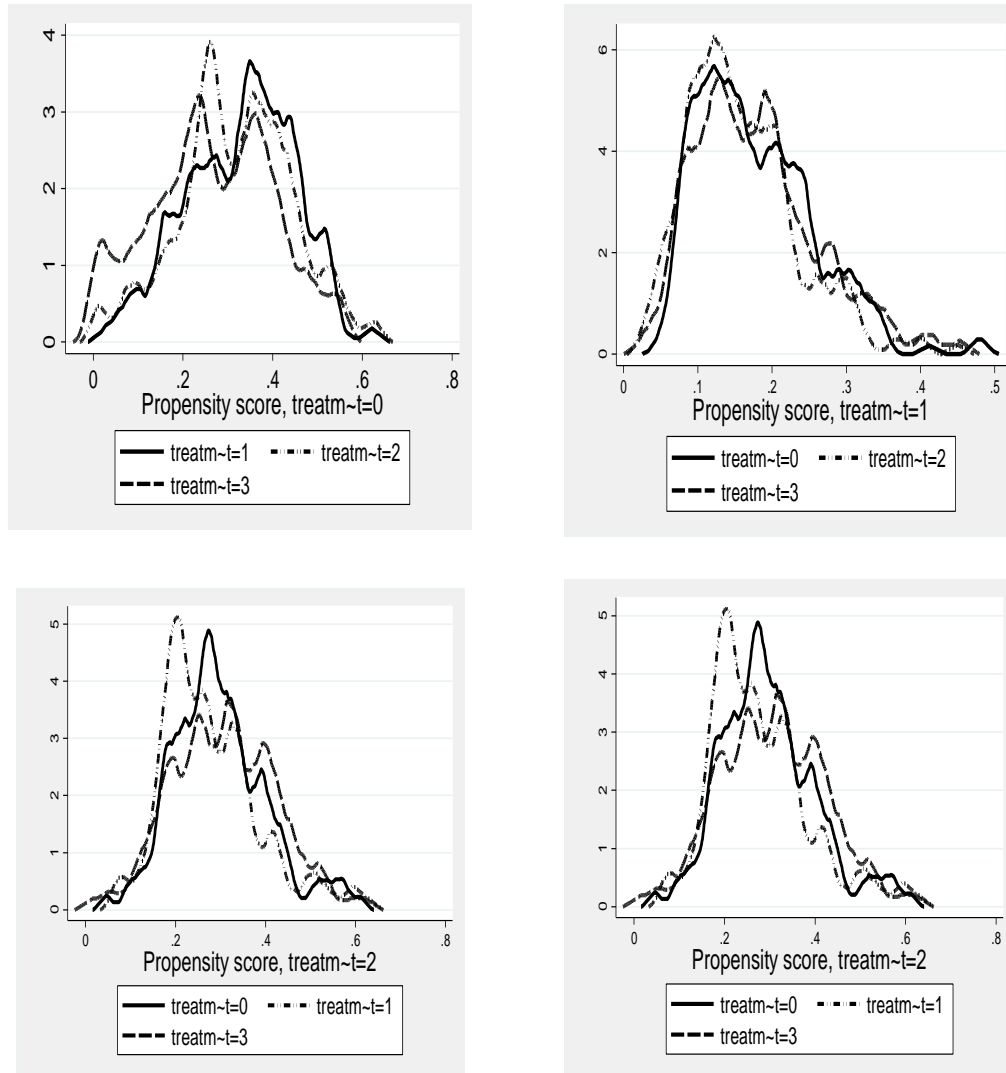 4
3
2
1
0
0 .2 .4 .6 .8
Propensity score, treatm~t=0
treatm~t=1 treatm~t=2
treatm~t=3
6
4
2
0
0 .1 .2 .3 .4 .5
Propensity score, treatm~t=1
treatm~t=0 treatm~t=2
treatm~t=3
5
4
3
2
1
0
0 .2 .4 .6 .8
Propensity score, treatm~t=2
treatm~t=0 treatm~t=1
treatm~t=3
5
4
3
2
1
0
0 .2 .4 .6 .8
Propensity score, treatm~t=2
treatm~t=0 treatm~t=1
treatm~t=3